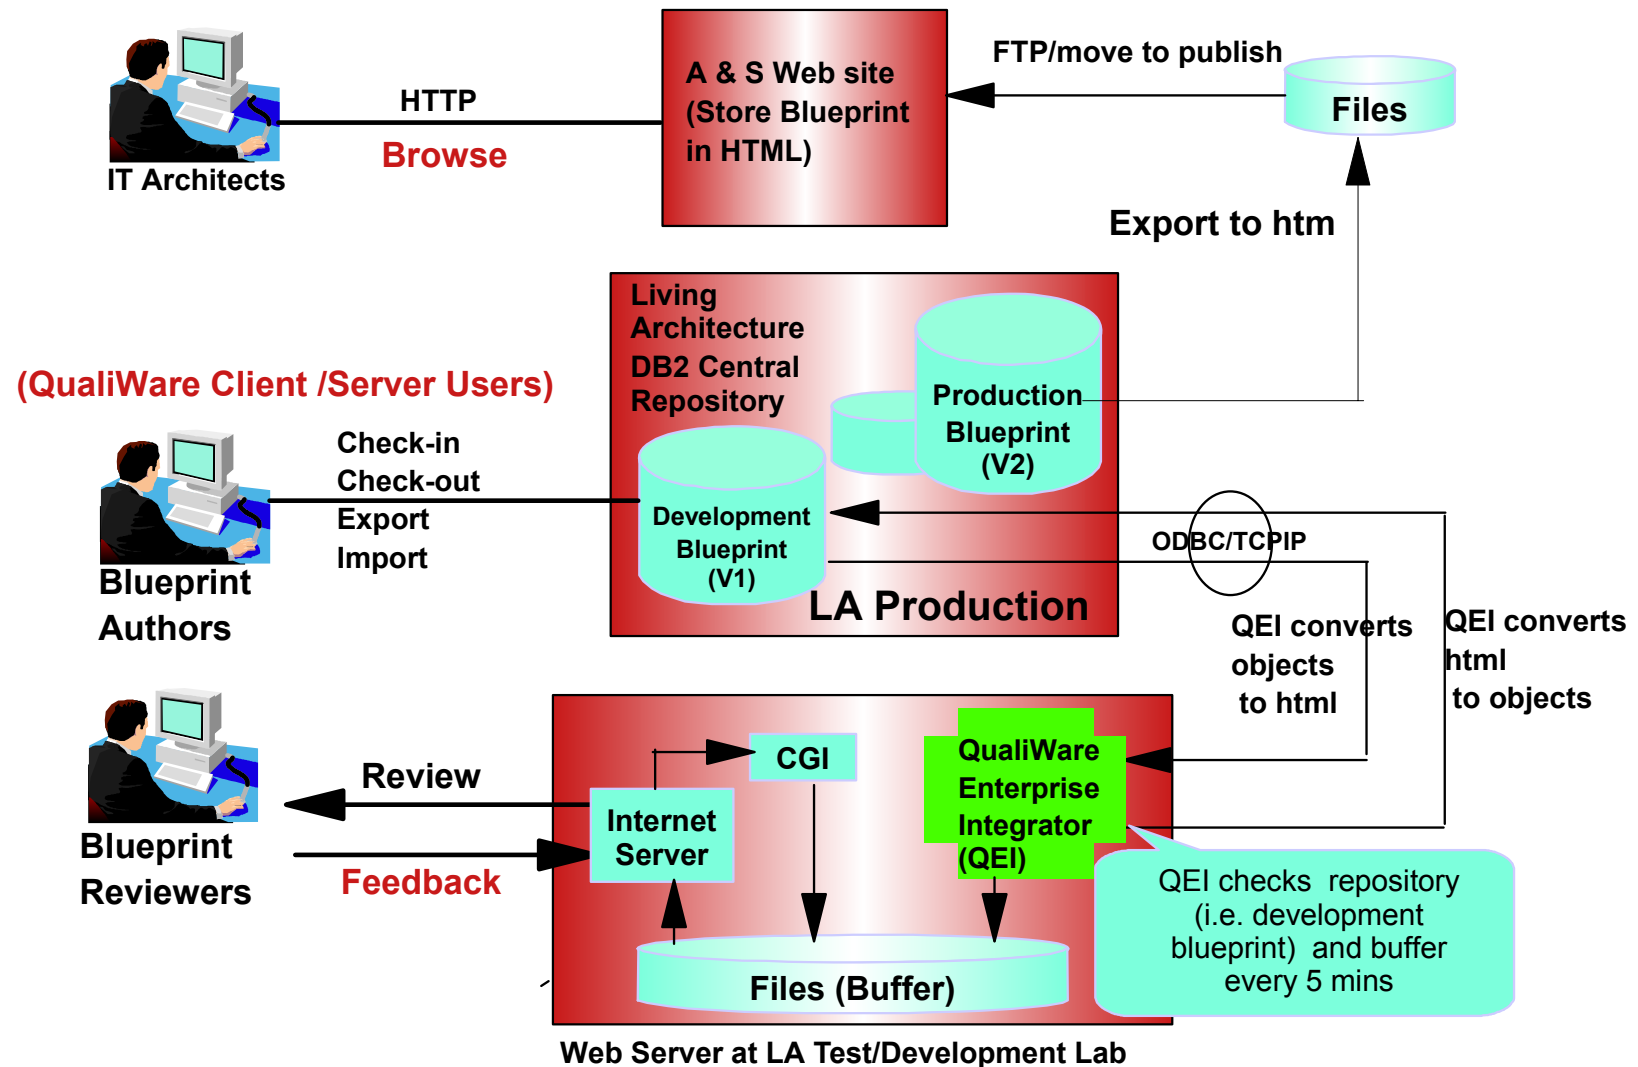 FTP/move to publish
A & S Web site
(Store Blueprint
in HTML)
Files
HTTP
Browse
IT Architects
Export to htm
Living
Architecture
DB2 Central
Repository
(QualiWare Client /Server Users)
Production
Blueprint
(V2)
Check-in
Check-out
Export
Import
Development
Blueprint
(V1)
ODBC/TCPIP
Blueprint
Authors
LA Production
QEI converts
objects
to html
QEI converts
html
to objects
QualiWare
Enterprise
Integrator
(QEI)
CGI
Review
Internet
Server
Blueprint
Reviewers
Feedback
QEI checks repository
(i.e. development
blueprint) and buffer
every 5 mins
Files (Buffer)
Web Server at LA Test/Development Lab